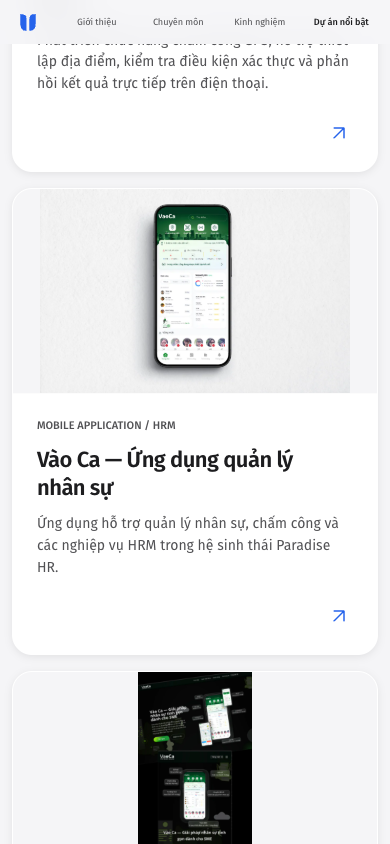 Giới thiệu
Chuyên môn
Kinh nghiệm
Dự án nổi bật
lập địa điểm, kiểm tra điều kiện xác thực và phản
hồi kết quả trực tiếp trên điện thoại.
VaoCa
MOBILE APPLICATION / HRM
Vào Ca — Ứng dụng quản lý
nhân sự
Ứng dụng hỗ trợ quản lý nhân sự, chấm công và
các nghiệp vụ HRM trong hệ sinh thái Paradise
HR.
VaoCa